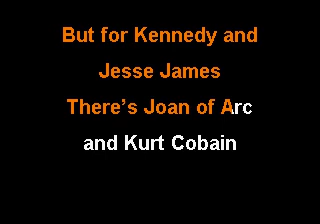 But for Kennedy and
Jesse James
There's Joan of Arc
and Kurt Cobain